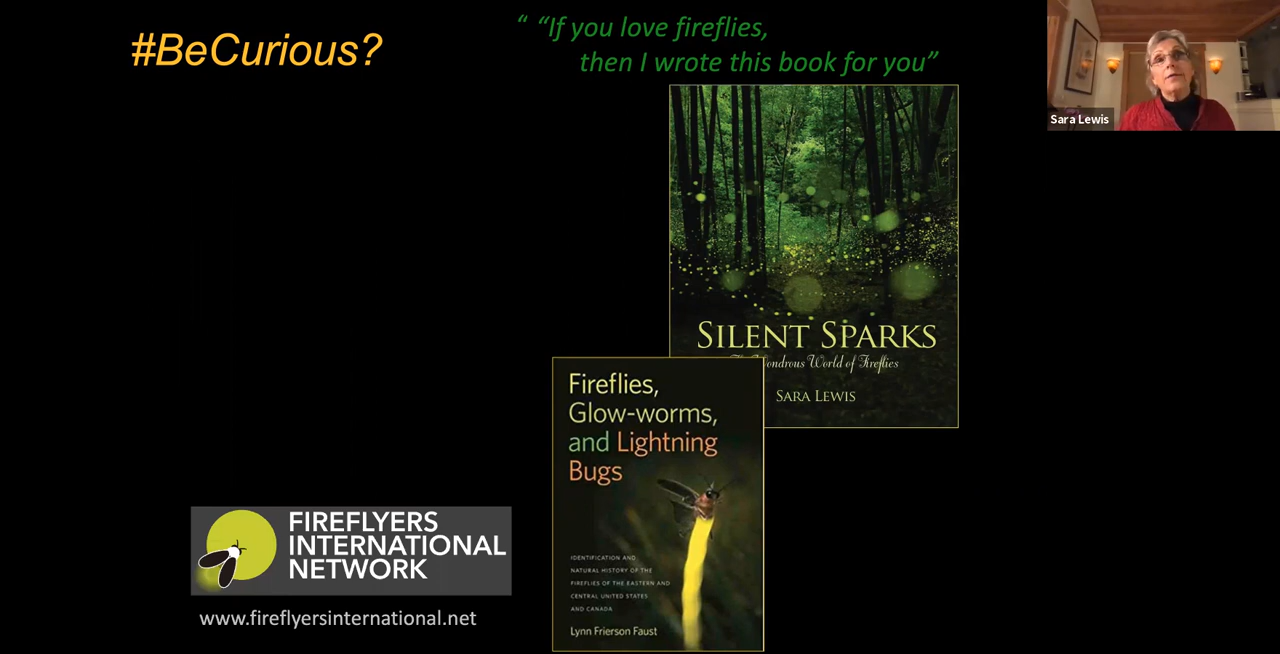 #BeCurious?
“ “If you love fireflies,
then I wrote this book for you”
Sara Lewis
SILENT SPARKS
Wondrous World of Fireflies
SARA LEWIS
Fireflies,
Glow-worms,
and Lightning
Bugs
IDENTIFICATION AND
NATURAL HISTORY OF THE
FIREFLIES OF THE EASTERN AND
CENTRAL UNITED STATES
AND CANADA
Lynn Frierson Faust
FIREFLYERS
INTERNATIONAL
NETWORK
www.fireflyersinternational.net